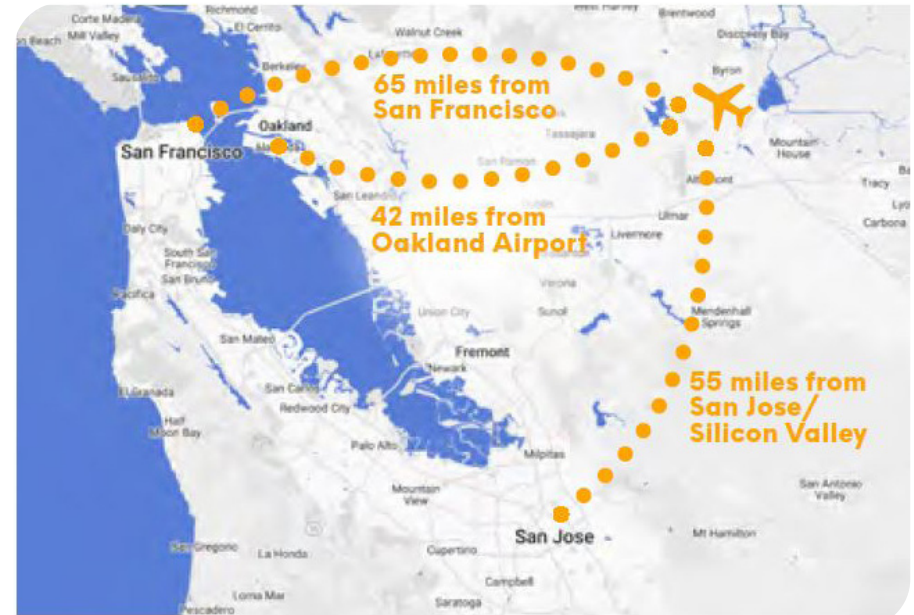 Richmond
Brentwood
Corte Madera
El Cerrito
Mill Valley
Walnut Creek
Discovery Bay
Berkeley
Byron
65 miles from
San Francisco
Oakland
Tassajara
San Francisco
Mountain
House
San Ramon
Tracy
San Leandro
42 miles from
Oakland Airport
Ulmar
Carbona
Daly City
Livermore
South San
Francisco
San Bruno
Verona
Pacifica
Union City
Sunol
Mendenhall
Springs
San Mateo
Fremont
Newark
55 miles from
San Jose/
Silicon Valley
El Granada
San Carlos
Redwood City
Half
Moon Bay
Palo Alto
Milpitas
Mountain
View
San Antonio
Valley
San Jose
Mt Hamilton
San Gregorio
La Honda
Cupertino
Campbell
Loma Mar
Saratoga
Pescadero